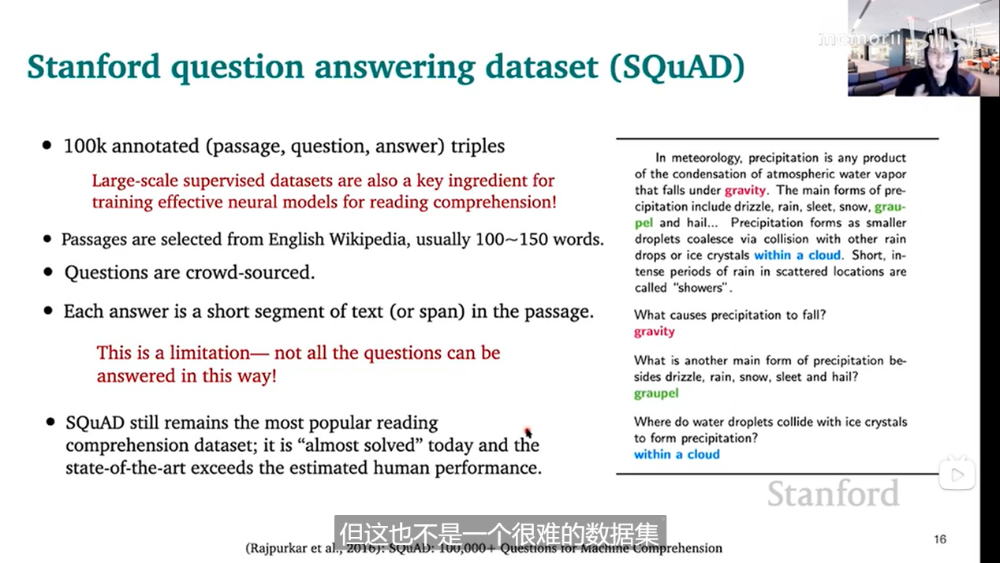 momorii bilibili
Stanford question answering dataset (SQuAD)
• 100k annotated (passage, question, answer) triples
Large-scale supervised datasets are also a key ingredient for
training effective neural models for reading comprehension!
• Passages are selected from English Wikipedia, usually 100~150 words.
• Questions are crowd-sourced.
• Each answer is a short segment of text (or span) in the passage.
This is a limitation— not all the questions can be
answered in this way!
• SQuAD still remains the most popular reading
comprehension dataset; it is “almost solved” today and the
state-of-the-art exceeds the estimated human performance.
In meteorology, precipitation is any product
of the condensation of atmospheric water vapor
that falls under gravity. The main forms of pre-
cipitation include drizzle, rain, sleet, snow, grau-
pel and hail... Precipitation forms as smaller
droplets coalesce via collision with other rain
drops or ice crystals within a cloud. Short, in-
tense periods of rain in scattered locations are
called “showers”.
What causes precipitation to fall?
gravity
What is another main form of precipitation be-
sides drizzle, rain, snow, sleet and hail?
graupel
Where do water droplets collide with ice crystals
to form precipitation?
within a cloud
Stanford
但这也不是一个很难的数据集
(Rajpurkar et al., 2016): SQuAD: 100,000+ Questions for Machine Comprehension
16